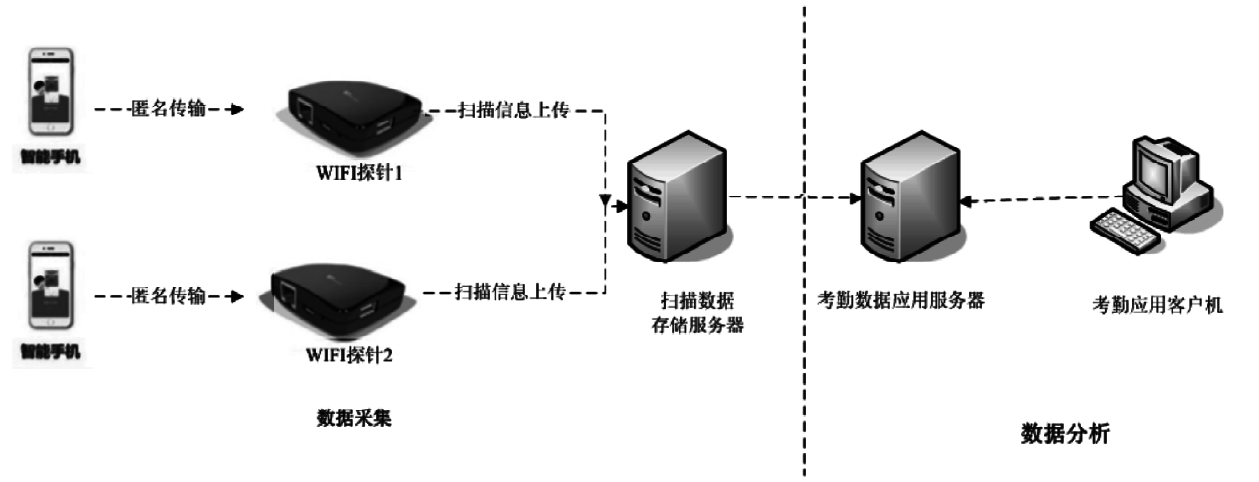 智能手机
匿名传输
WIFI探针1
扫描信息上传
智能手机
匿名传输
WIFI探针2
扫描信息上传
扫描数据
存储服务器
考勤数据应用服务器
考勤应用客户机
数据采集
数据分析